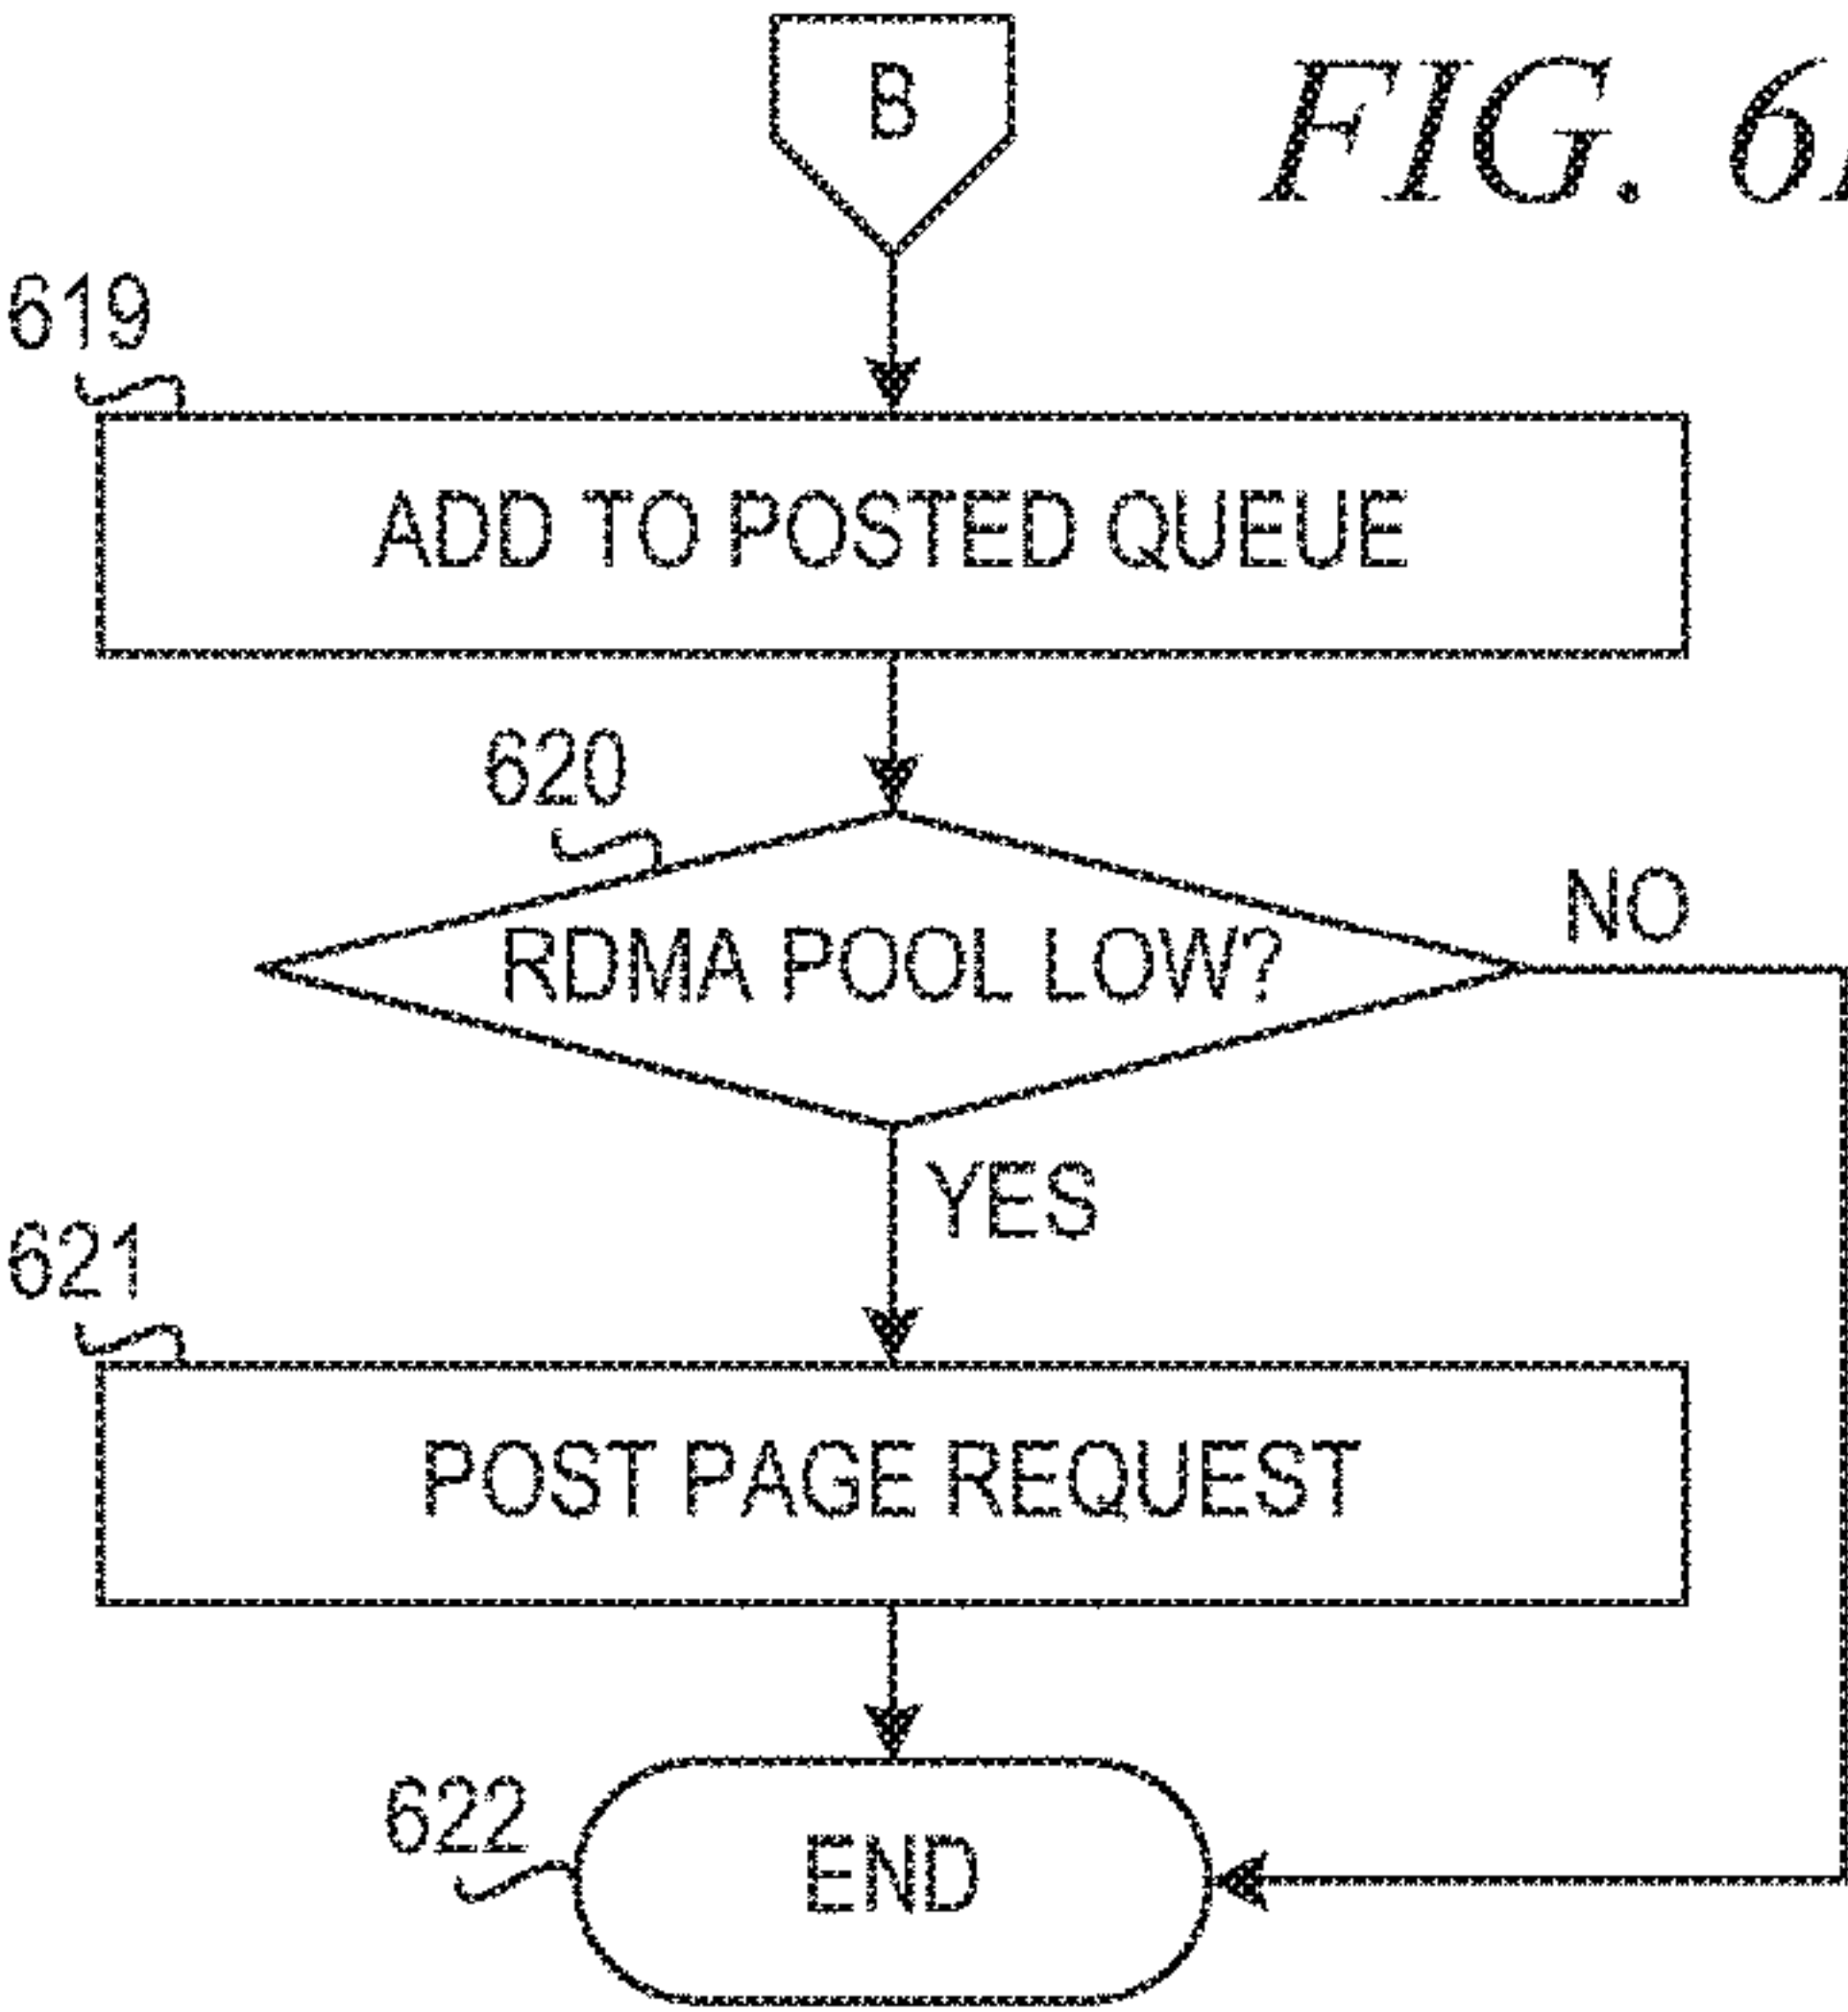 B
FIG. 6
619
ADD TO POSTED QUEUE
620
RDMA POOL LOW?
NO
YES
621
POST PAGE REQUEST
622
END